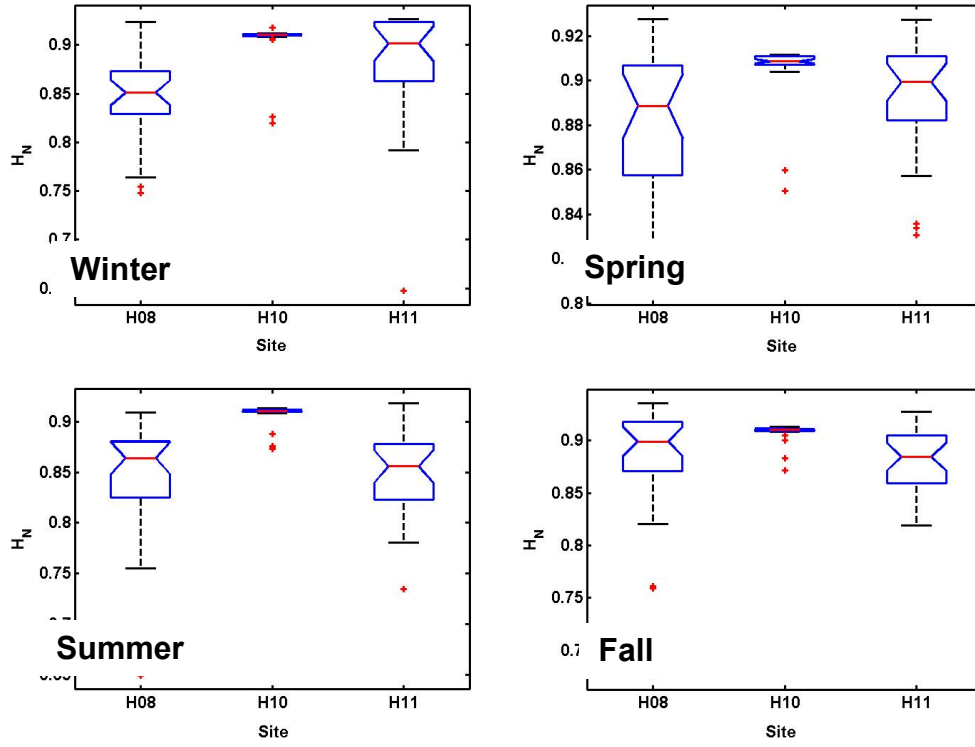 0.9
0.85
0.8
0.75
H_N
Winter
H08 H10 H11
Site
0.92
0.9
0.88
0.86
0.84
0.8
H_N
Spring
H08 H10 H11
Site
0.9
0.85
0.8
0.75
H_N
Summer
H08 H10 H11
Site
0.9
0.85
0.8
0.75
H_N
Fall
H08 H10 H11
Site